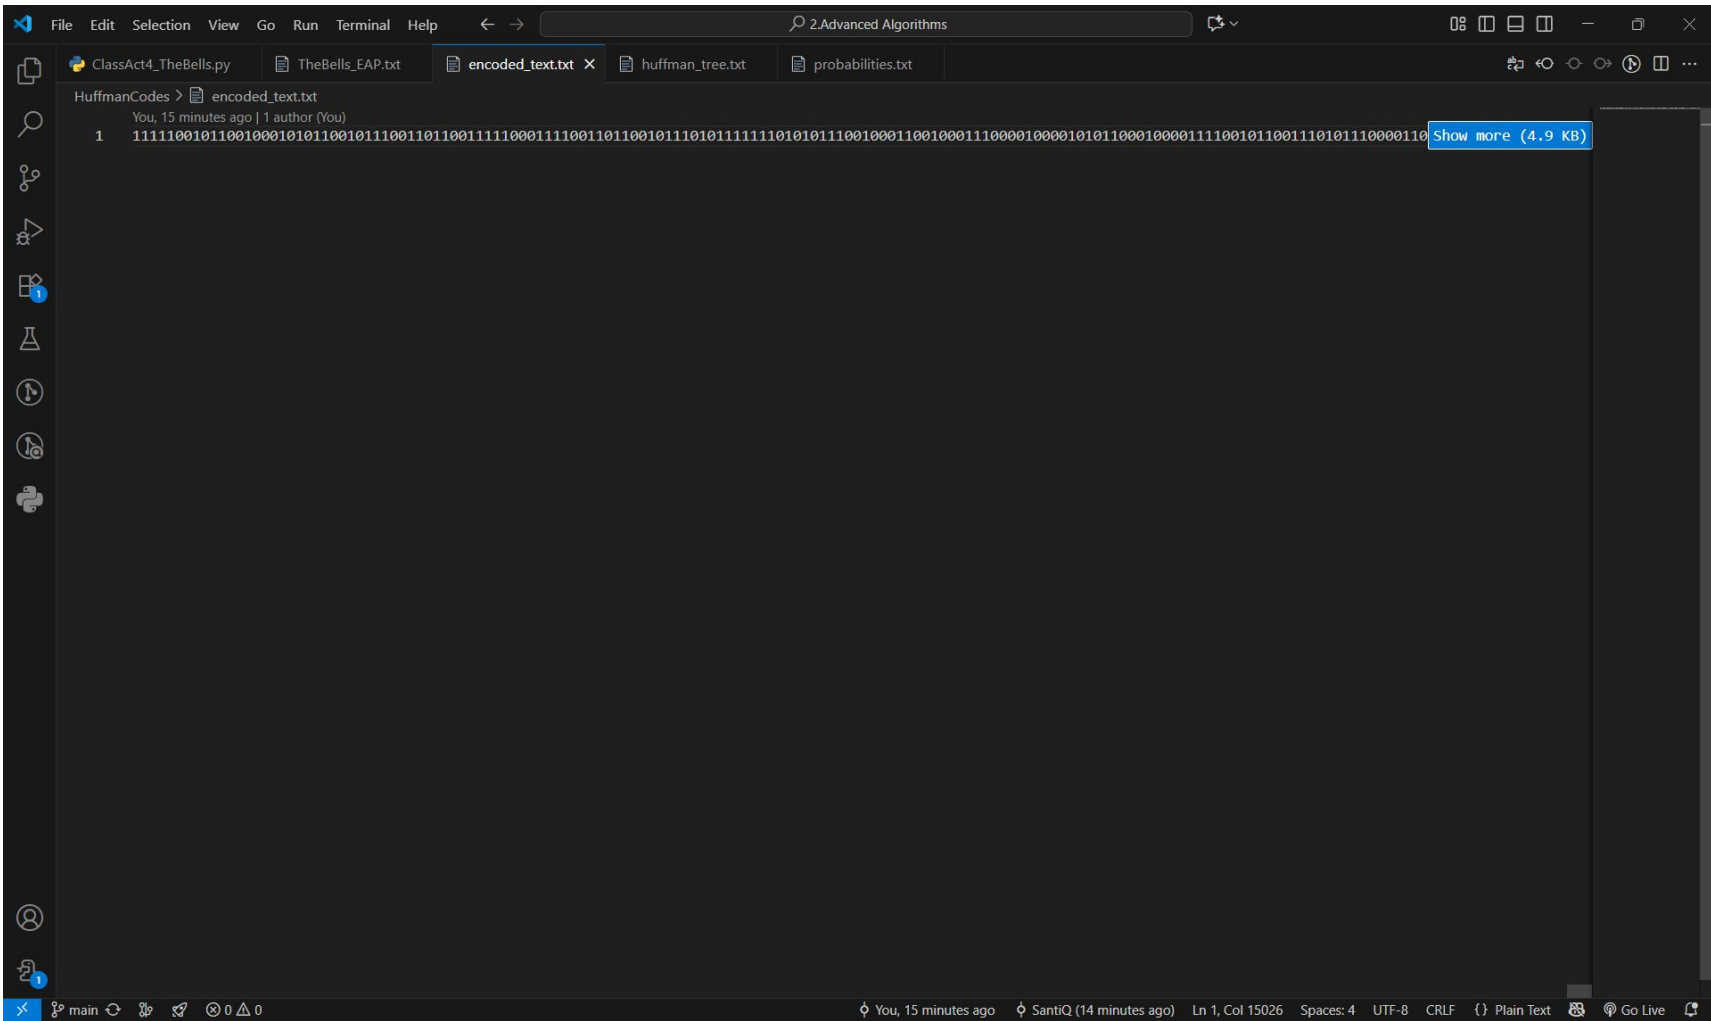 File Edit Selection View Go Run Terminal Help
2.Advanced Algorithms
ClassAct4_TheBells.py
TheBells_EAP.txt
encoded_text.txt
huffman_tree.txt
probabilities.txt
HuffmanCodes > encoded_text.txt
You, 15 minutes ago | 1 author (You)
1 Show more (4.9 KB)
1
1
main
0 0
You, 15 minutes ago
SantiQ (14 minutes ago)
Ln 1, Col 15026
Spaces: 4
UTF-8
CRLF
{} Plain Text
Go Live